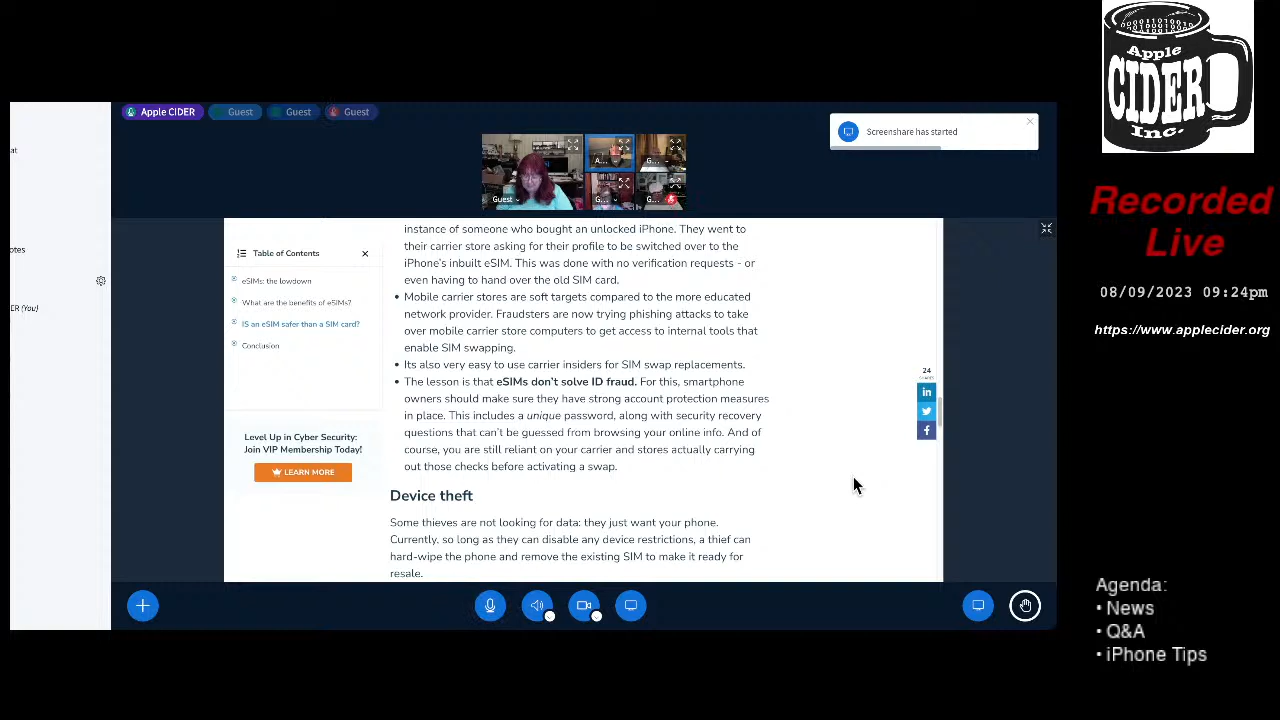 Apple CIDER
Guest
Guest
Guest
Screenshare has started
at
otes
ER (You)
Guest
A...
G...
G...
G...
Table of Contents
eSIMs: the lowdown
What are the benefits of eSIMs?
IS an eSIM safer than a SIM card?
Conclusion
Level Up in Cyber Security:
Join VIP Membership Today!
LEARN MORE
instance of someone who bought an unlocked iPhone. They went to
their carrier store asking for their profile to be switched over to the
iPhone's inbuilt eSIM. This was done with no verification requests - or
even having to hand over the old SIM card.
• Mobile carrier stores are soft targets compared to the more educated
network provider. Fraudsters are now trying phishing attacks to take
over mobile carrier store computers to get access to internal tools that
enable SIM swapping.
• Its also very easy to use carrier insiders for SIM swap replacements.
• The lesson is that eSIMs don't solve ID fraud. For this, smartphone
owners should make sure they have strong account protection measures
in place. This includes a unique password, along with security recovery
questions that can't be guessed from browsing your online info. And of
course, you are still reliant on your carrier and stores actually carrying
out those checks before activating a swap.
Device theft
Some thieves are not looking for data: they just want your phone.
Currently, so long as they can disable any device restrictions, a thief can
hard-wipe the phone and remove the existing SIM to make it ready for
resale.
24
Apple
CIDER
Inc.
Recorded
Live
08/09/2023 09:24pm
https://www.applecider.org
Agenda:
• News
• Q&A
• iPhone Tips